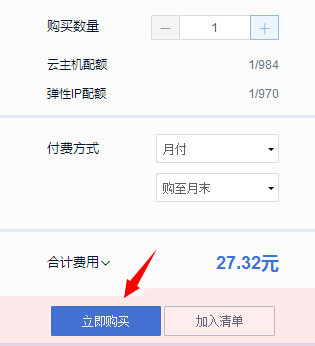 购买数量 － 1 ＋
云主机配额 1/984
弹性IP配额 1/970
付费方式 月付
购至月末
合计费用 27.32元
立即购买 加入清单